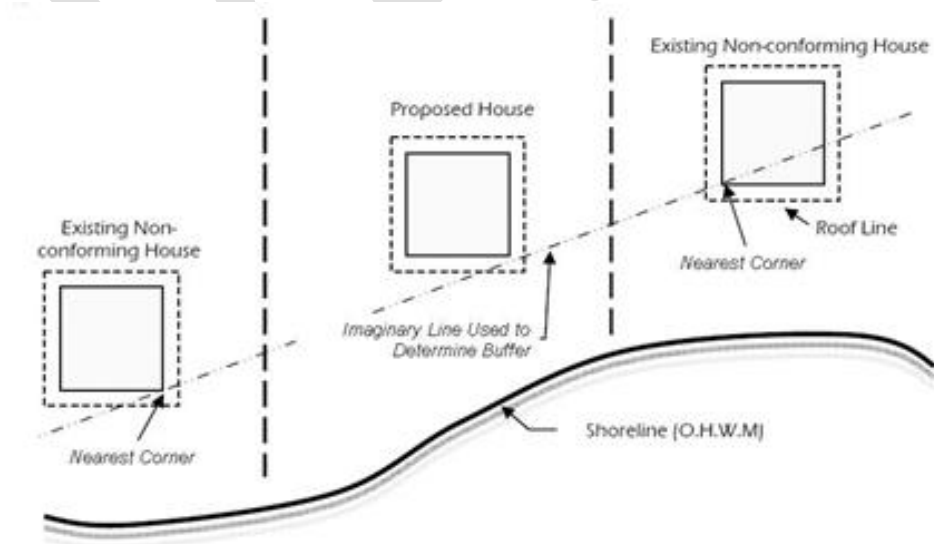 Existing Non-conforming House
Proposed House
Existing Non-
conforming House
Roof Line
Nearest Corner
Imaginary Line Used to
Determine Buffer
Shoreline (O.H.W.M)
Nearest Corner